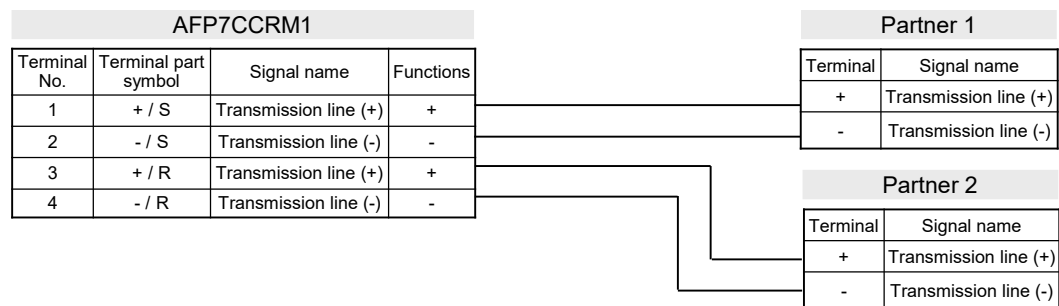 AFP7CCRM1
Terminal No. Terminal part symbol Signal name Functions
1 + / S Transmission line (+) +
2 - / S Transmission line (-) -
3 + / R Transmission line (+) +
4 - / R Transmission line (-) -
Partner 1
Terminal Signal name
+ Transmission line (+)
- Transmission line (-)
Partner 2
Terminal Signal name
+ Transmission line (+)
- Transmission line (-)